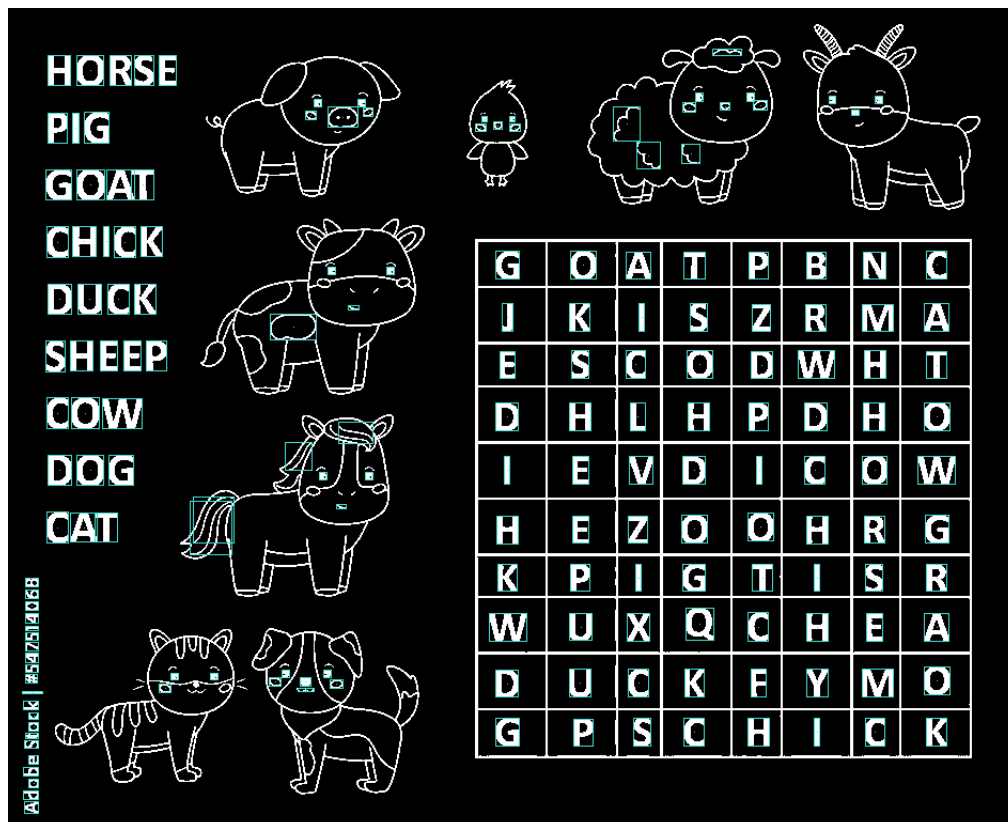 HORSE
PIG
GOAT
CHICK
DUCK
SHEEP
COW
DOG
CAT
G O A T P B N C
J K I S Z R M A
E S C O D W H T
D H L H P D H O
I E V D I C O W
H E Z O O H R G
K P I G T I S R
W U X Q C H E A
D U C K F Y M O
G P S C H I C K
Adobe Stock | #547514068